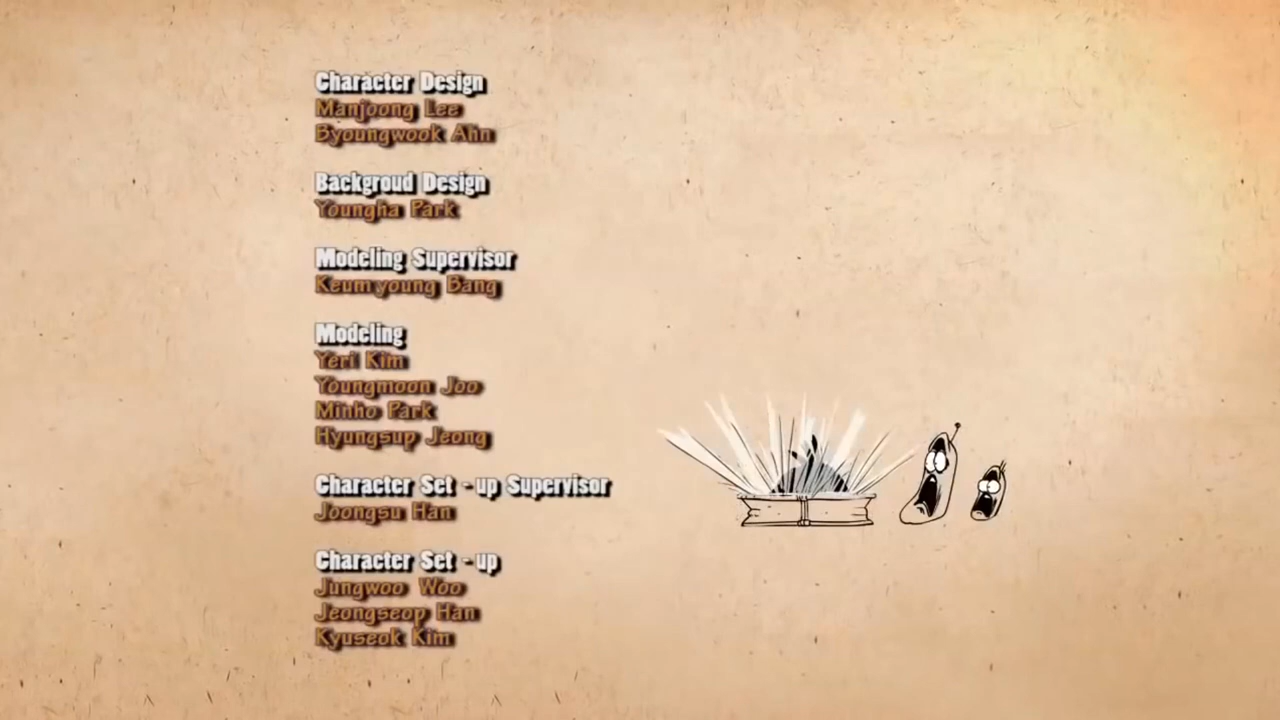 Character Design
Manjoong Lee
Byoungwook Ahn
Backgroud Design
Youngha Park
Modeling Supervisor
Keumyoung Bang
Modeling
Yeri Kim
Youngmoon Joo
Minho Park
Hyungsup Jeong
Character Set - up Supervisor
Joongsu Han
Character Set - up
Jungwoo Woo
Jeongseop Han
Kyuseok Kim